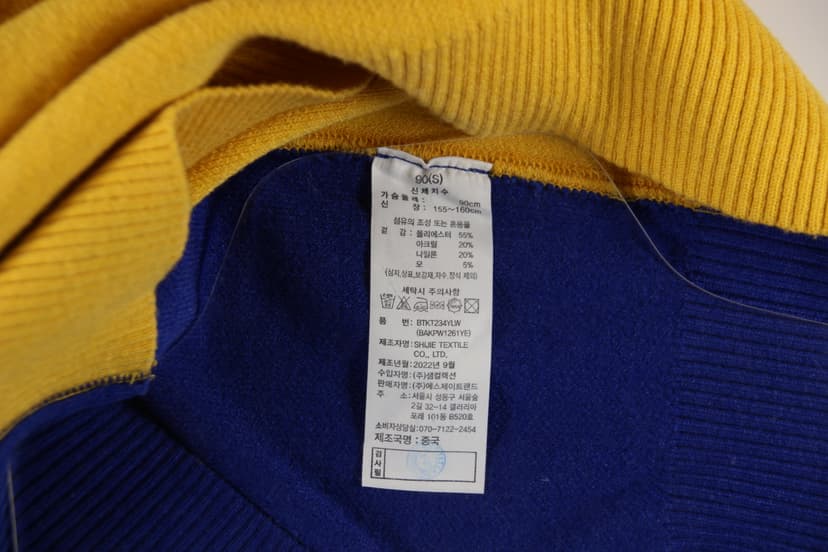 90(S)
신체치수
가슴둘레 : 90cm
신 장 : 155~160cm
섬유의 조성 또는 혼용율
겉 감 : 폴리에스터 55%
아크릴 20%
나일론 20%
모 5%
(심지,상표,보강재,자수,장식 제외)
세탁시 주의사항
품 번: BTK7234YLW
(BAKPW1261YE)
제조자명: SHIJIE TEXTILE
CO., LTD.
제조년월: 2022년 9월
수입자명: (주)샘컬렉션
판매자명: (주)에스제이트랜드
주 소: 서울시 성동구 서울숲
2길 32-14 갤러리아
포레 101동 B520호
소비자상담실: 070-7122-2454
제조국명 : 중국
검사필